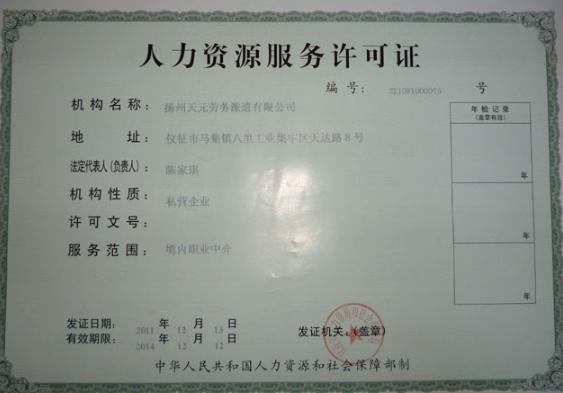 人力资源服务许可证
编号: 321081000015 号
机构名称: 扬州天元劳务派遣有限公司
地址: 仪征市马集镇八里工业集中区天达路8号
法定代表人(负责人): 陈家琪
机构性质: 私营企业
许可文号:
服务范围: 境内职业中介
年检记录
(盖章有效)
年
年
年
发证日期: 2011 年 12 月 13 日
有效期限: 2014 年 12 月 12 日
发证机关:(盖章)
中华人民共和国人力资源和社会保障部制